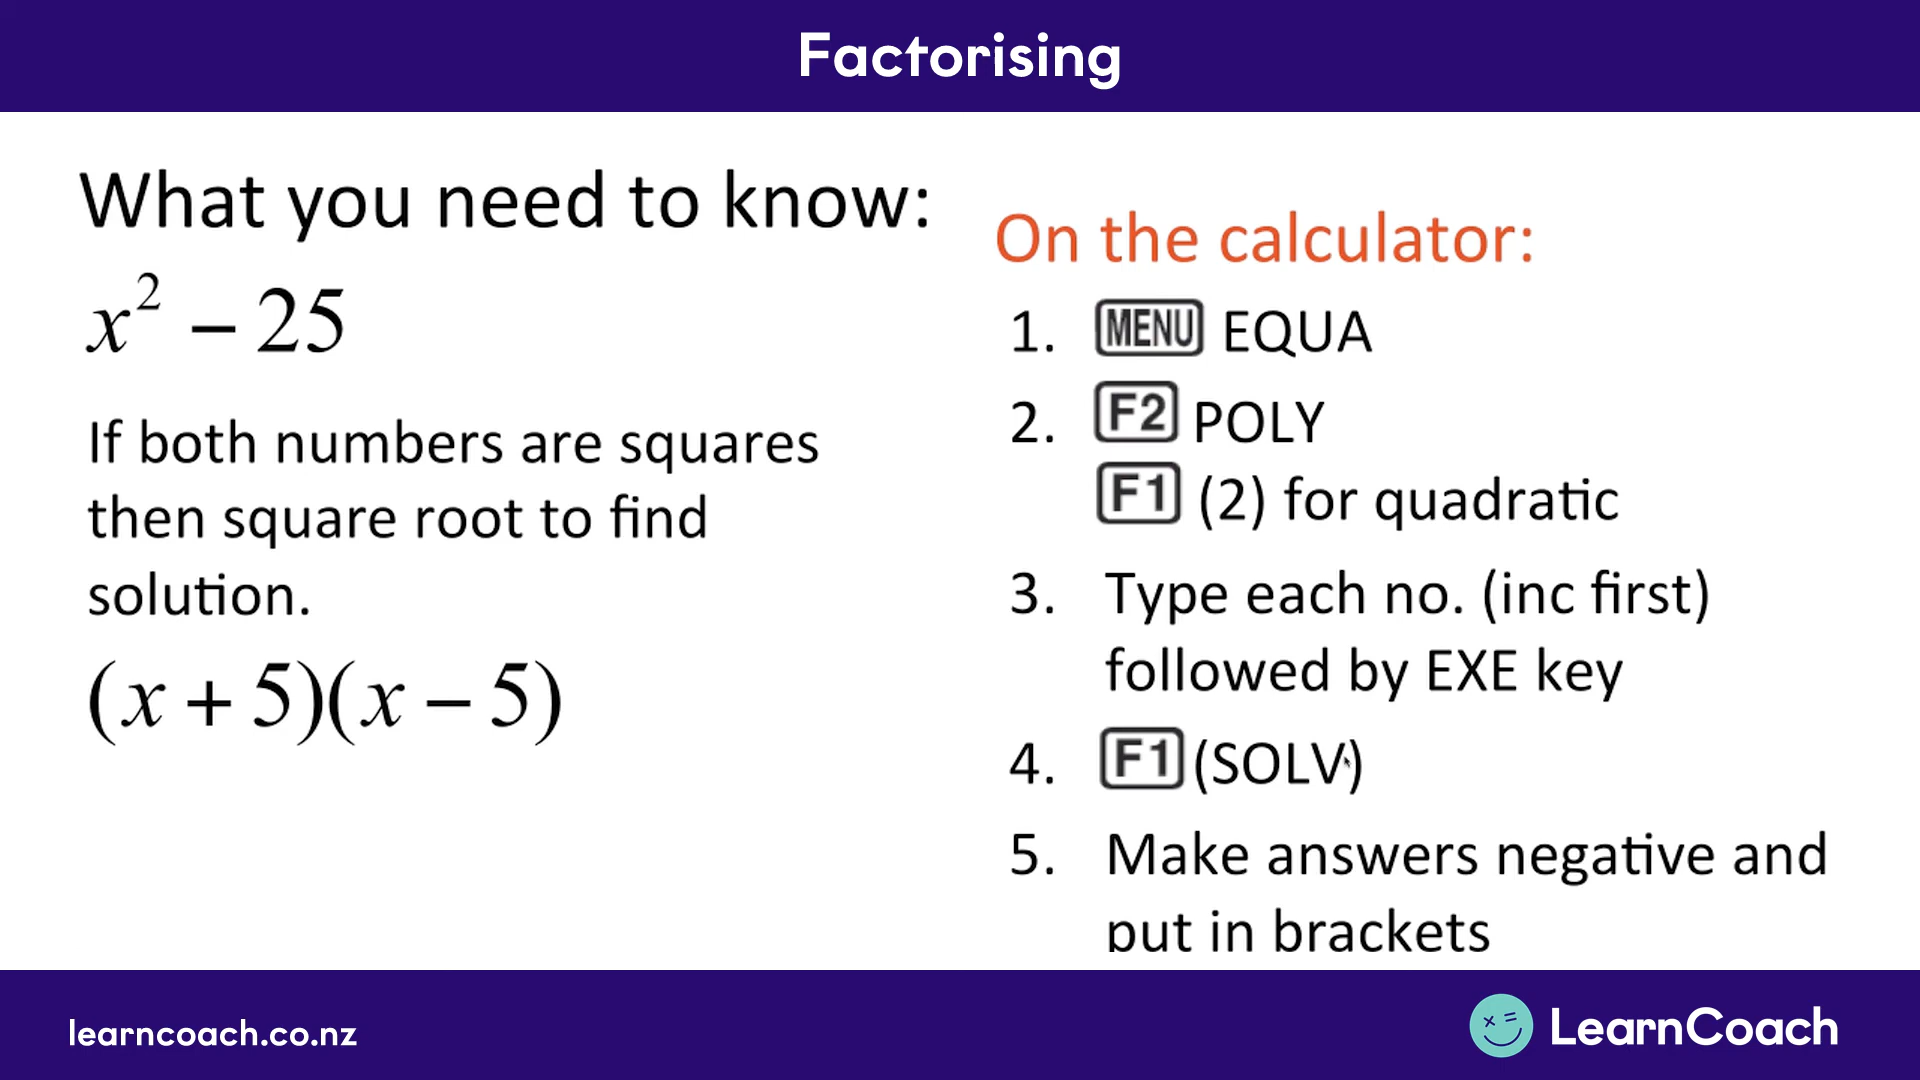 Factorising
What you need to know:
x² – 25
If both numbers are squares
then square root to find
solution.
(x + 5)(x – 5)
On the calculator:
1. MENU EQUA
2. F2 POLY
F1 (2) for quadratic
3. Type each no. (inc first)
followed by EXE key
4. F1 (SOLV)
5. Make answers negative and
put in brackets
learncoach.co.nz
LearnCoach